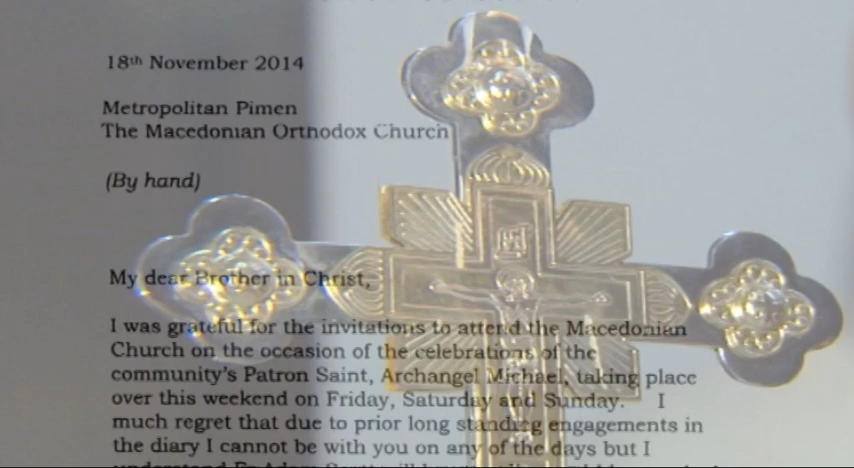 18th November 2014
Metropolitan Pimen
The Macedonian Orthodox Church
(By hand)
My dear Brother in Christ,
I was grateful for the invitations to attend the Macedonian
Church on the occasion of the celebrations of the
community's Patron Saint, Archangel Michael, taking place
over this weekend on Friday, Saturday and Sunday. I
much regret that due to prior long standing engagements in
the diary I cannot be with you on any of the days but I